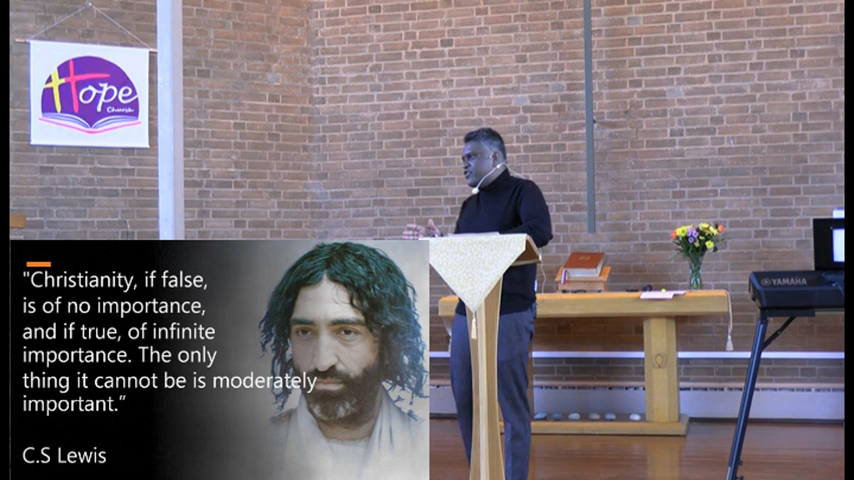 Hope
Church
"Christianity, if false,
is of no importance,
and if true, of infinite
importance. The only
thing it cannot be is moderately
important.”
C.S Lewis
YAMAHA